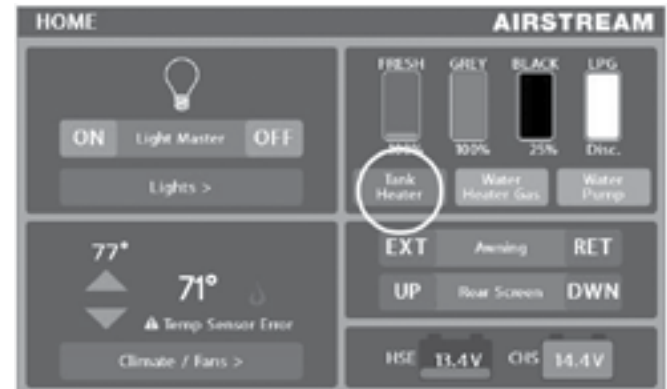 HOME AIRSTREAM
ON Light Master OFF
Lights >
FRESH GREY BLACK LPG
100% 100% 25% Disc.
Tank Heater
Water Heater Gas
Water Pump
77°
71°
Temp Sensor Error
Climate / Fans >
EXT Awning RET
UP Rear Screen DWN
HSE 13.4V CHS 14.4V